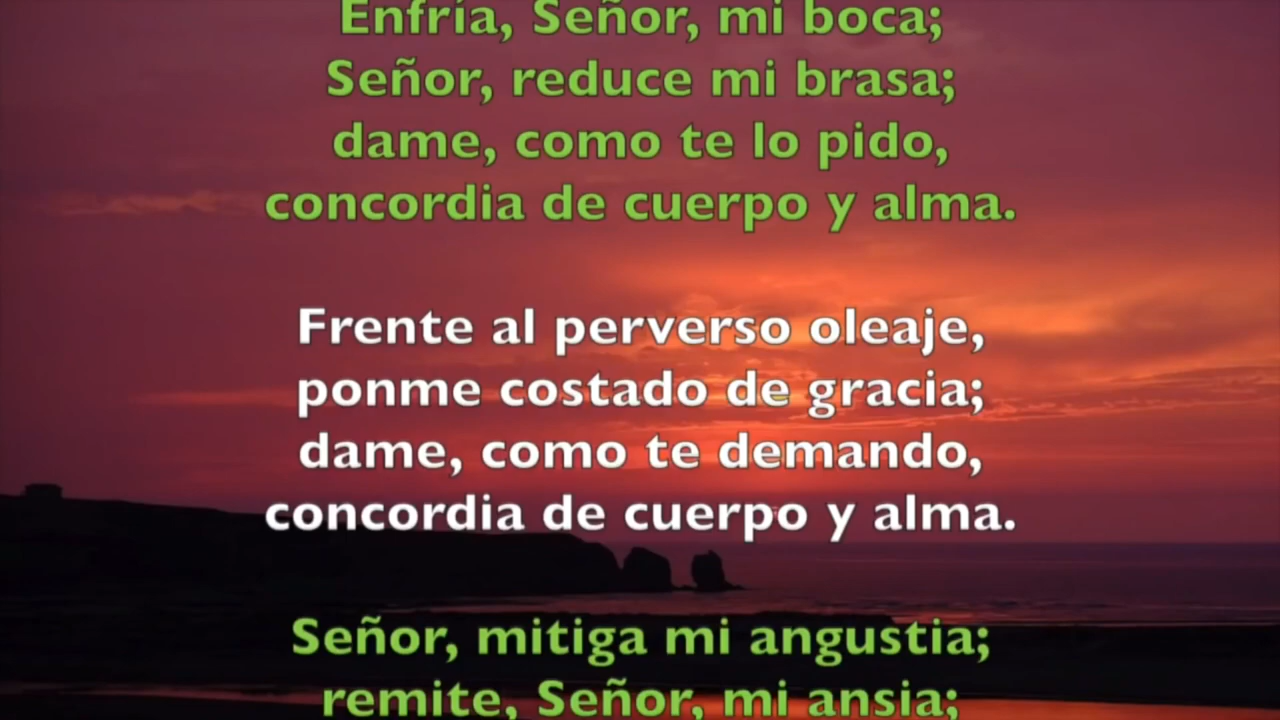 Enfría, Señor, mi boca;
Señor, reduce mi brasa;
dame, como te lo pido,
concordia de cuerpo y alma.
Frente al perverso oleaje,
ponme costado de gracia;
dame, como te demando,
concordia de cuerpo y alma.
Señor, mitiga mi angustia;
remite, Señor, mi ansia;